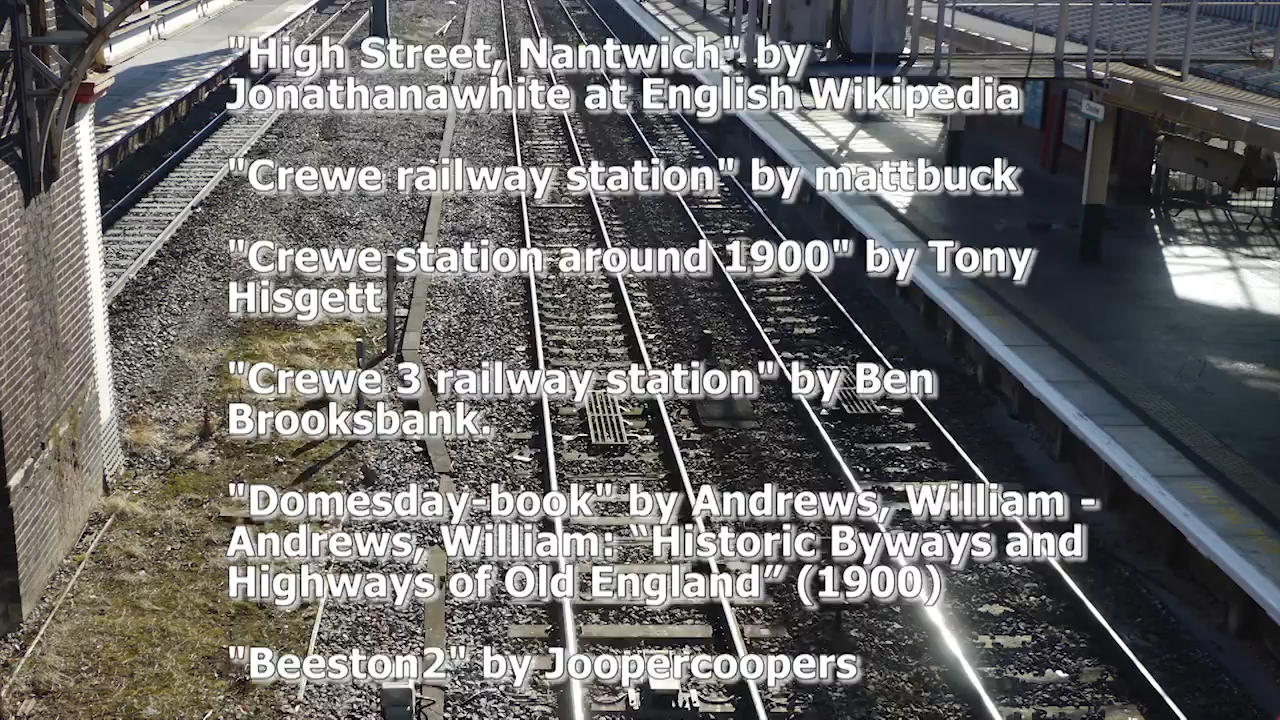 "High Street, Nantwich" by
Jonathanawhite at English Wikipedia
"Crewe railway station" by mattbuck
"Crewe station around 1900" by Tony
Hisgett
"Crewe 3 railway station" by Ben
Brooksbank.
"Domesday-book" by Andrews, William -
Andrews, William: “Historic Byways and
Highways of Old England” (1900)
"Beeston2" by Joopercoopers